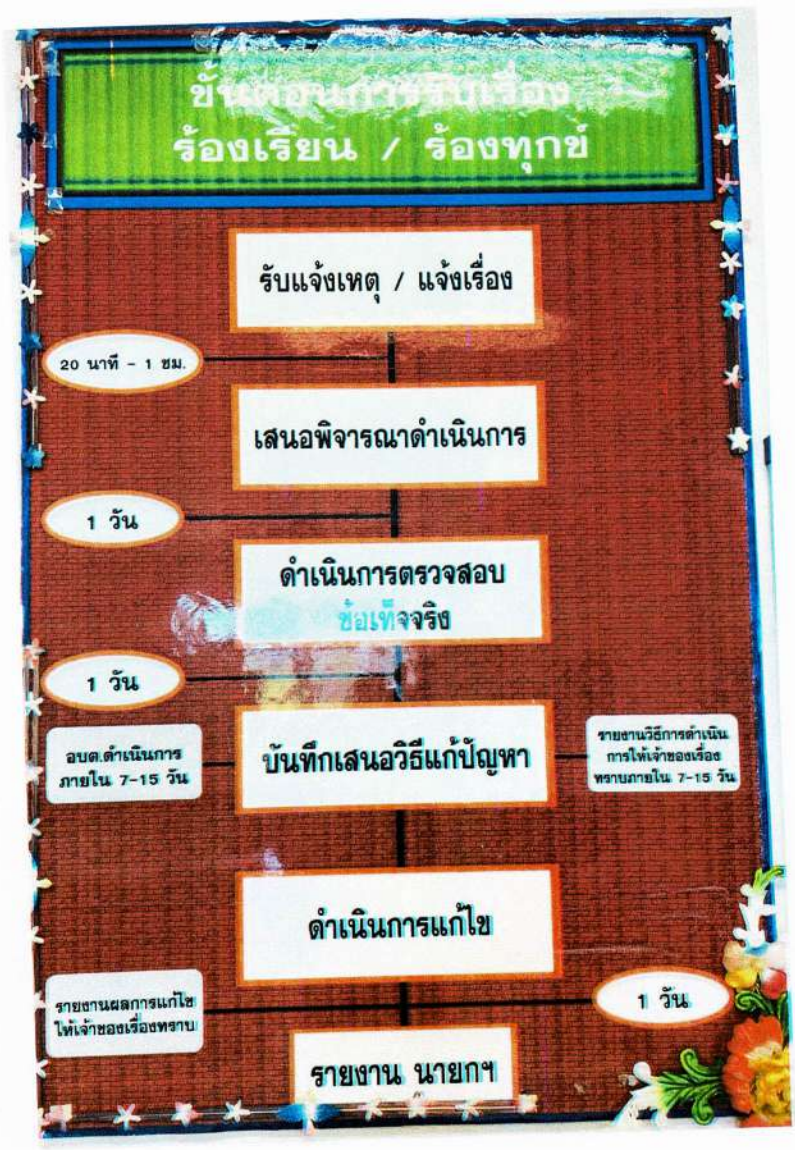 ขั้นตอนการรับเรื่อง
ร้องเรียน / ร้องทุกข์
รับแจ้งเหตุ / แจ้งเรื่อง
20 นาที - 1 ชม.
เสนอพิจารณาดำเนินการ
1 วัน
ดำเนินการตรวจสอบ
ข้อเท็จจริง
1 วัน
อบต.ดำเนินการ
ภายใน 7-15 วัน
บันทึกเสนอวิธีแก้ปัญหา
รายงานวิธีการดำเนิน
การให้เจ้าของเรื่อง
ทราบภายใน 7-15 วัน
ดำเนินการแก้ไข
รายงานผลการแก้ไข
ให้เจ้าของเรื่องทราบ
1 วัน
รายงาน นายกฯ